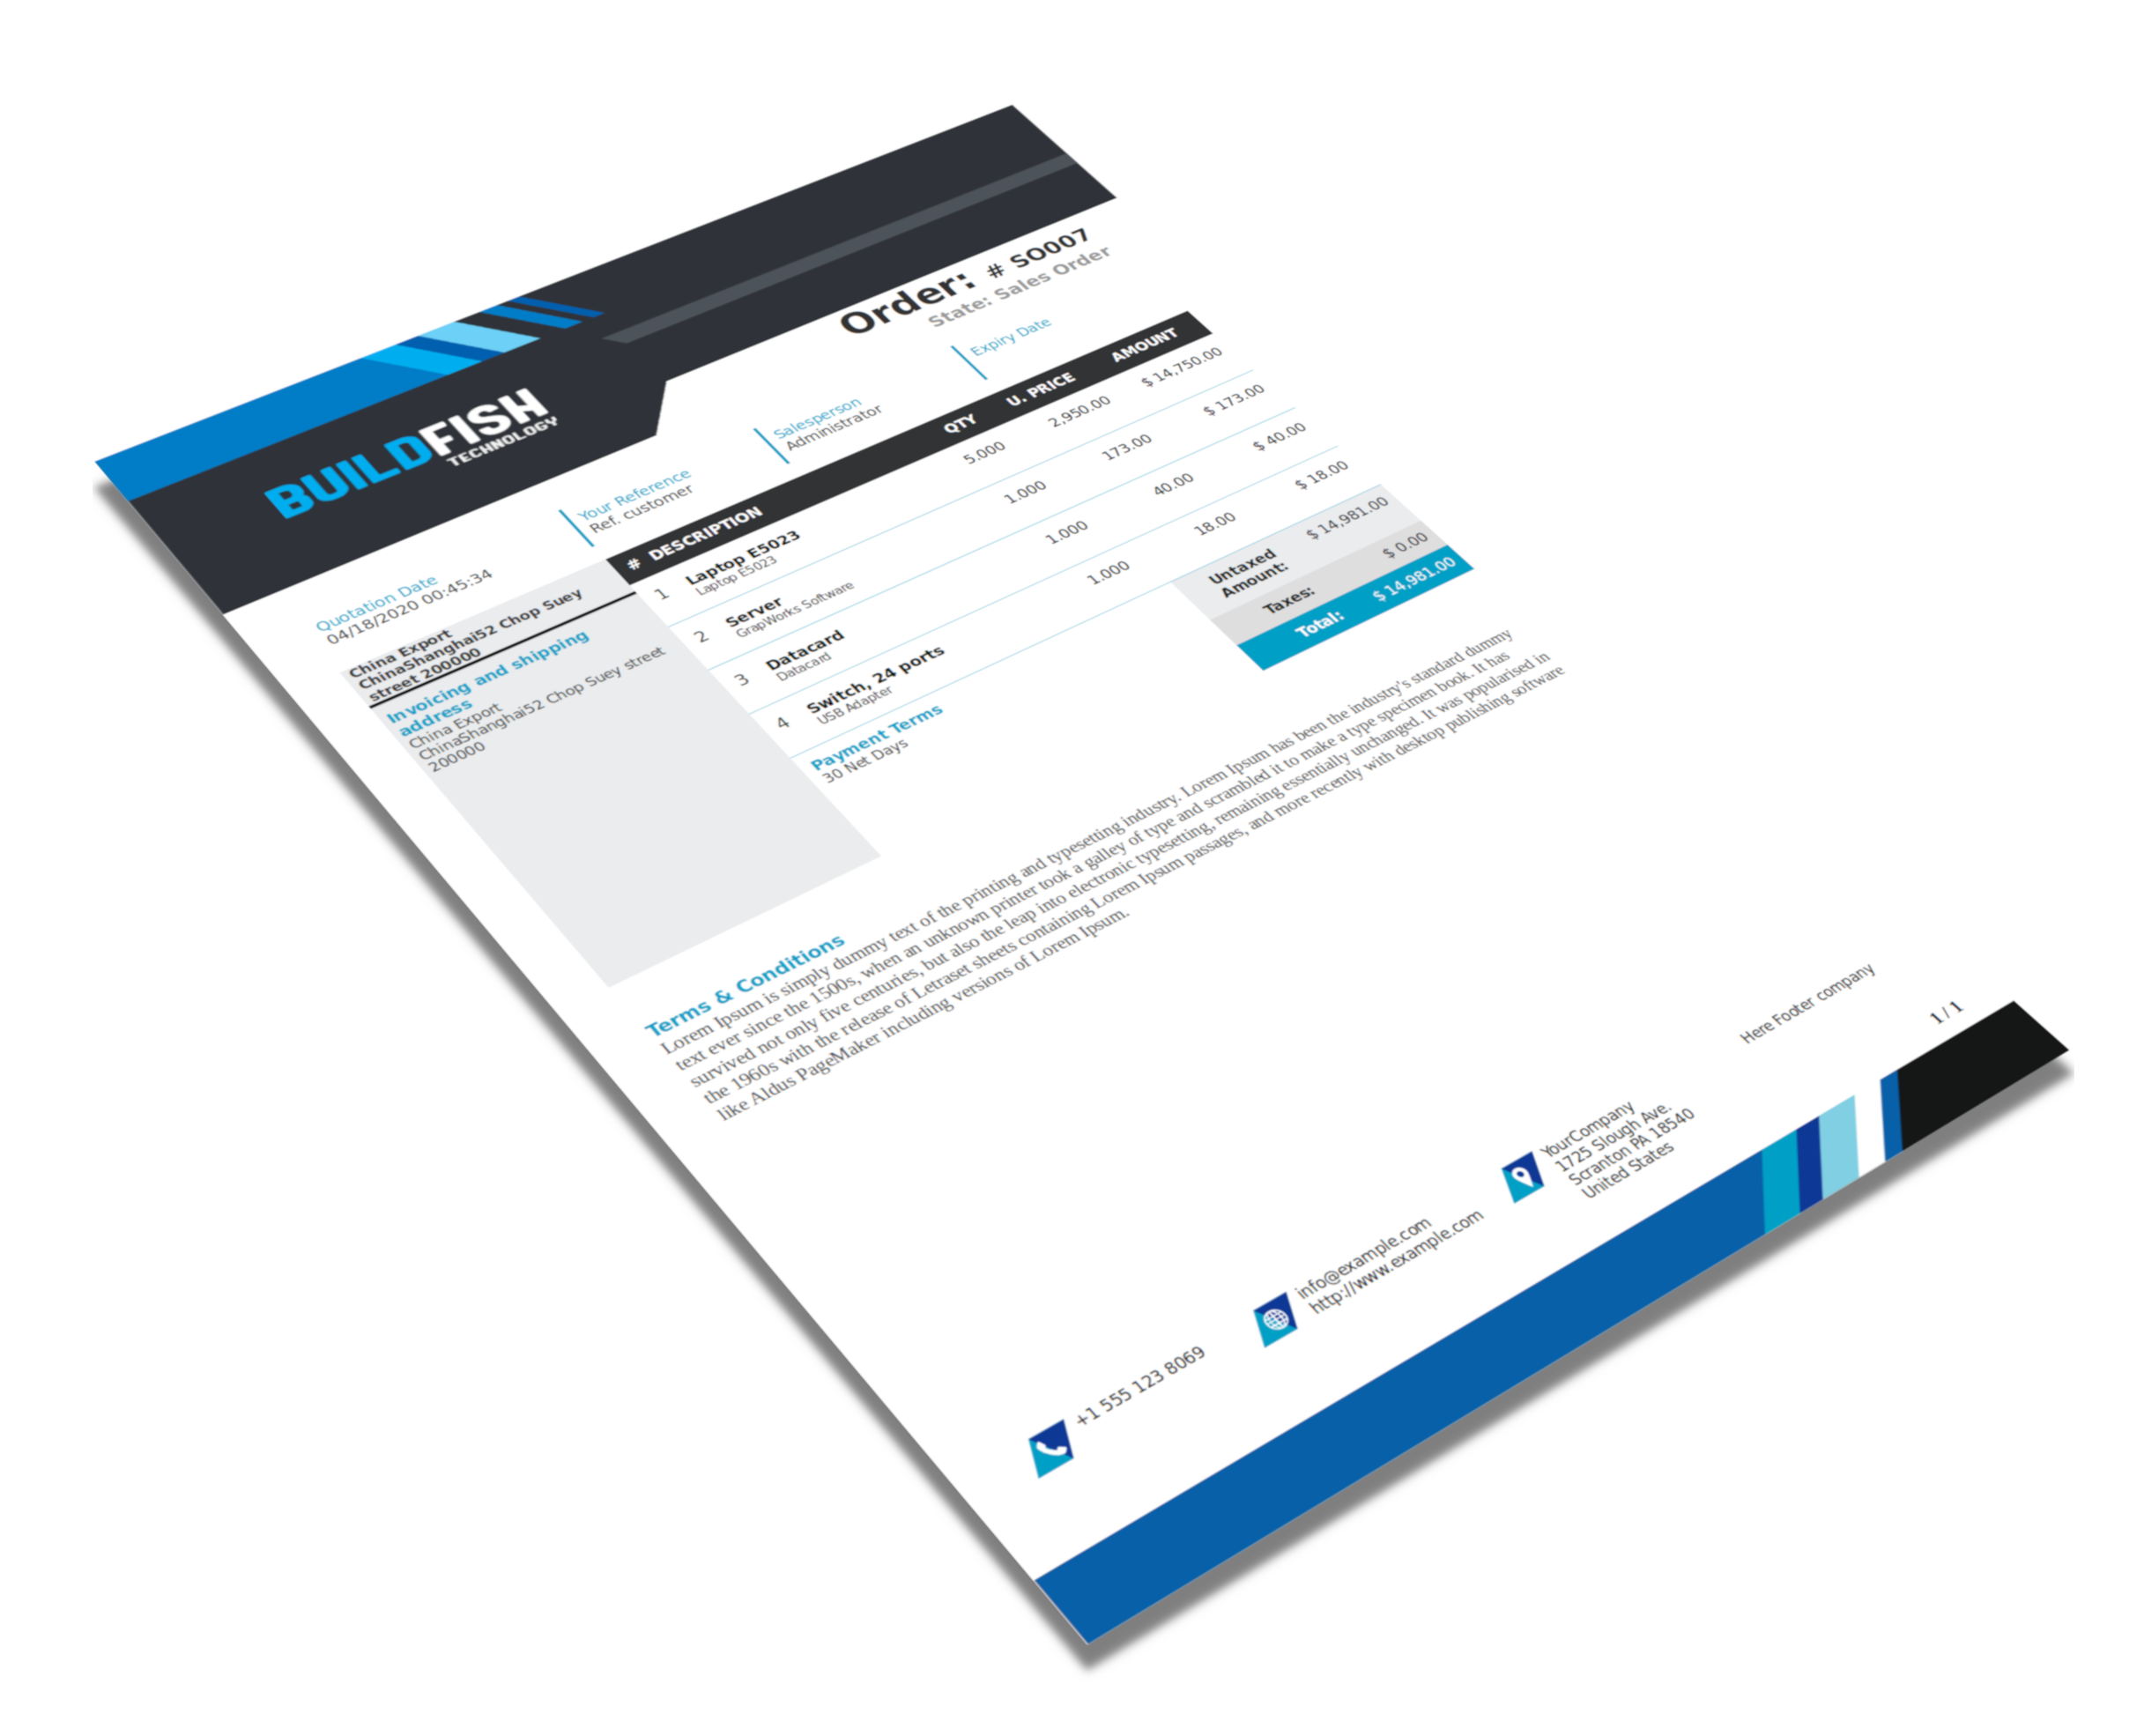 BUILDFISH
TECHNOLOGY
Order: # SO007
State: Sales Order
Quotation Date
04/18/2020 00:45:34
Your Reference
Ref. customer
Salesperson
Administrator
Expiry Date
China Export
ChinaShanghai52 Chop Suey
street 200000
Invoicing and shipping
address
China Export
ChinaShanghai52 Chop Suey street
200000
# DESCRIPTION QTY U. PRICE AMOUNT
1 Laptop E5023 5.000 2,950.00 $ 14,750.00
Laptop E5023
2 Server 1.000 173.00 $ 173.00
GrapWorks Software
3 Datacard 1.000 40.00 $ 40.00
Datacard
4 Switch, 24 ports 1.000 18.00 $ 18.00
USB Adapter
Untaxed
Amount: $ 14,981.00
Taxes: $ 0.00
Total: $ 14,981.00
Payment Terms
30 Net Days
Terms & Conditions
Lorem Ipsum is simply dummy text of the printing and typesetting industry. Lorem Ipsum has been the industry's standard dummy
text ever since the 1500s, when an unknown printer took a galley of type and scrambled it to make a type specimen book. It has
survived not only five centuries, but also the leap into electronic typesetting, remaining essentially unchanged. It was popularised in
the 1960s with the release of Letraset sheets containing Lorem Ipsum passages, and more recently with desktop publishing software
like Aldus PageMaker including versions of Lorem Ipsum.
Here Footer company
1 / 1
+1 555 123 8069
info@example.com
http://www.example.com
YourCompany
1725 Slough Ave.
Scranton PA 18540
United States